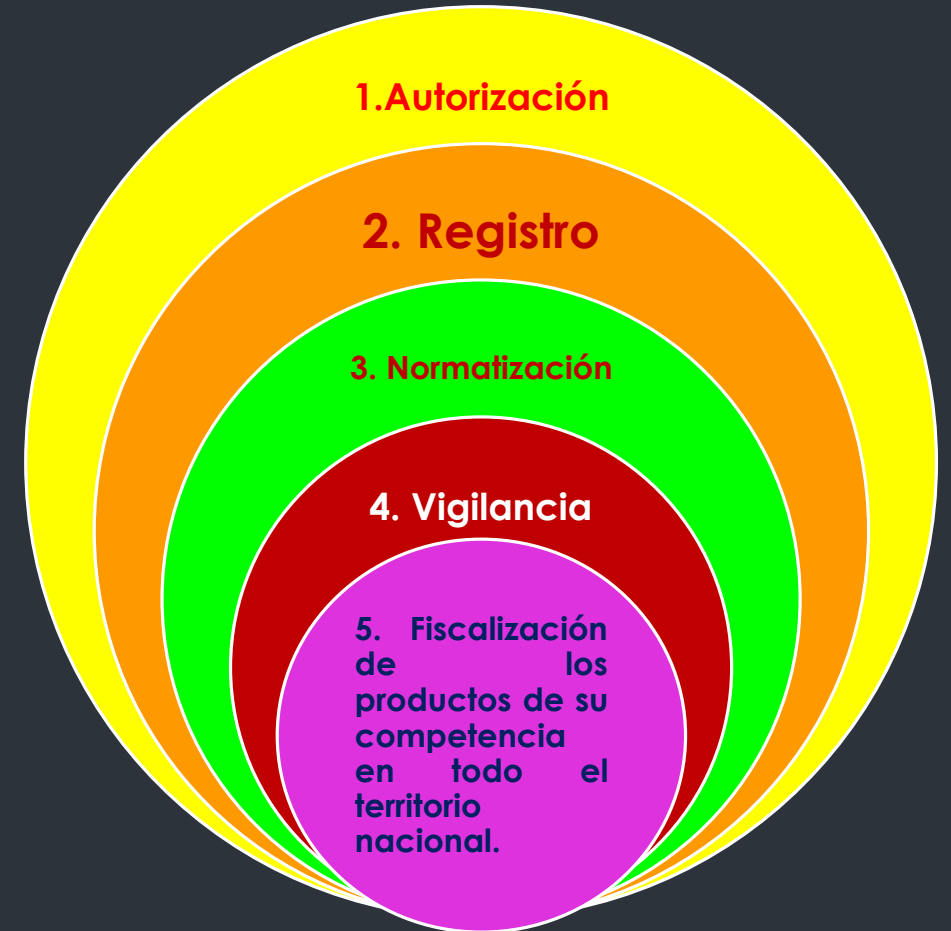 1.Autorización
2. Registro
3. Normatización
4. Vigilancia
5. Fiscalización
de los
productos de su
competencia
en todo el
territorio
nacional.